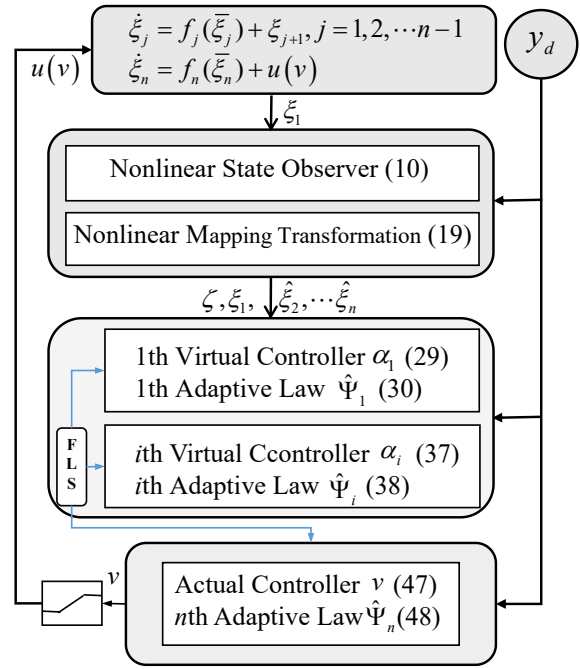 ξ̇_j = f_j(ξ̄_j) + ξ_{j+1}, j = 1, 2, ⋯ n − 1
ξ̇_n = f_n(ξ̄_n) + u(v)
y_d
u(v)
ξ_1
Nonlinear State Observer (10)
Nonlinear Mapping Transformation (19)
ζ, ξ_1, ξ̂_2, ⋯ ξ̂_n
1th Virtual Controller α_1 (29)
1th Adaptive Law Ψ̂_1 (30)
F
L
S
ith Virtual Ccontroller α_i (37)
ith Adaptive Law Ψ̂_i (38)
v
Actual Controller v (47)
nth Adaptive Law Ψ̂_n (48)